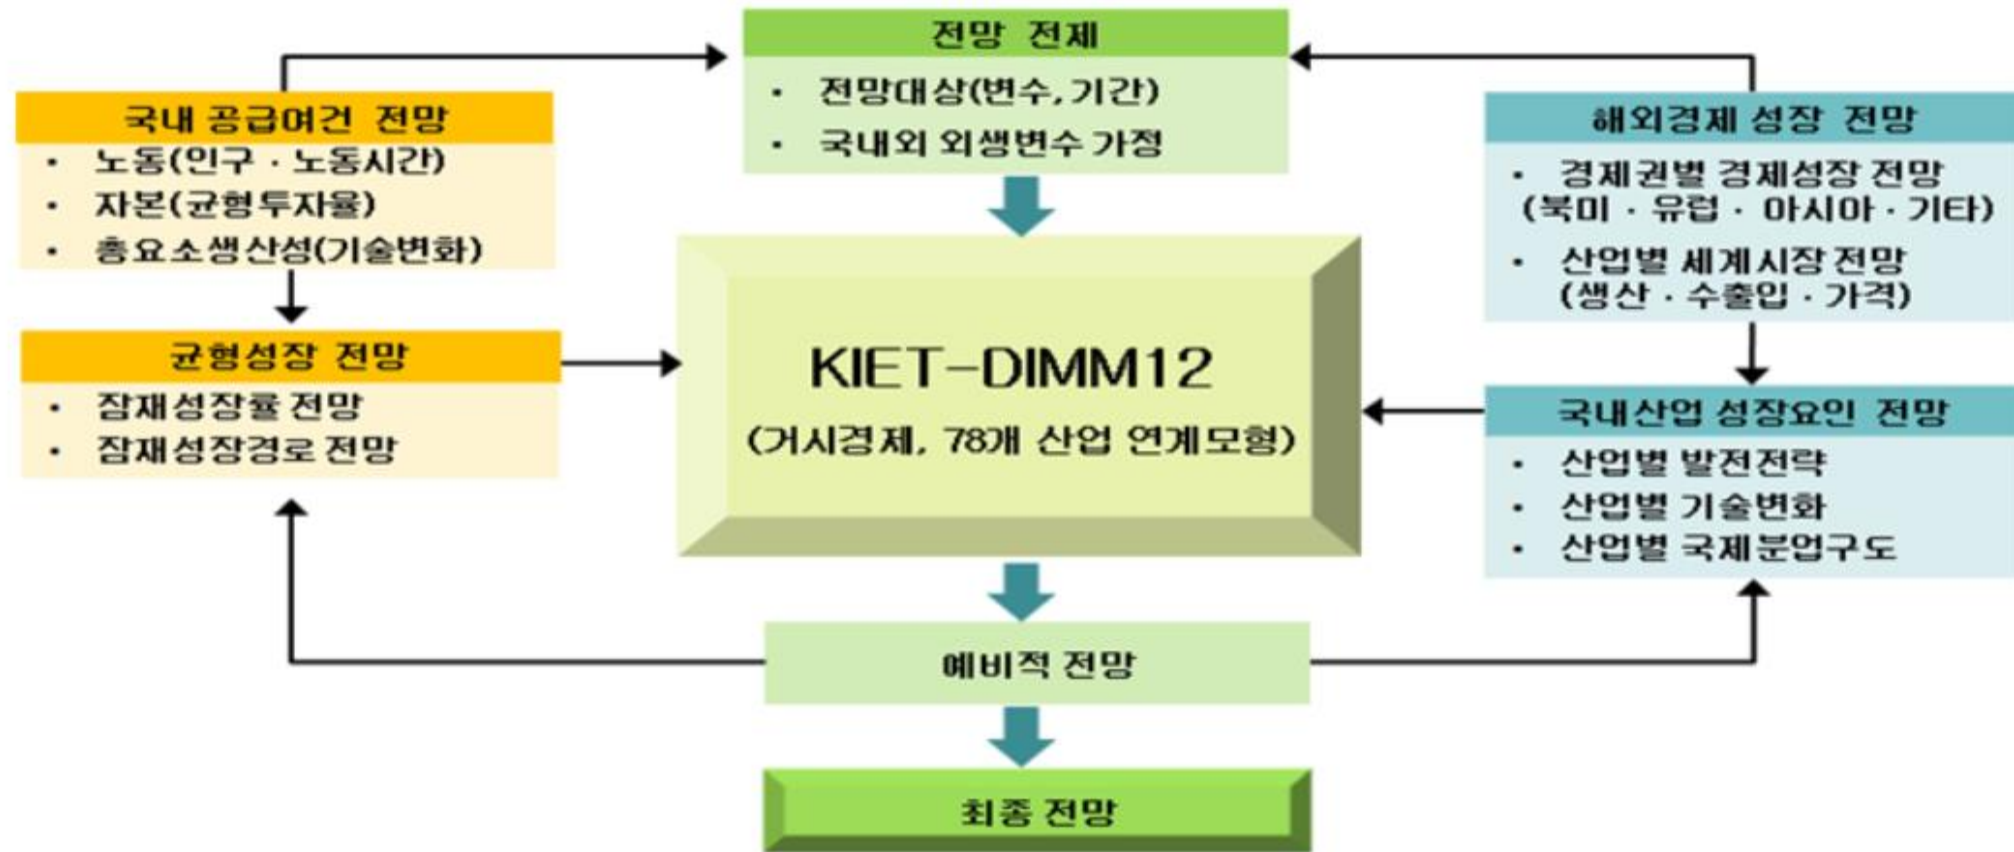 전망 전제
· 전망대상(변수, 기간)
· 국내외 외생변수 가정
국내 공급여건 전망
· 노동(인구 · 노동시간)
· 자본(균형투자율)
· 총요소생산성(기술변화)
균형성장 전망
· 잠재성장률 전망
· 잠재성장경로 전망
KIET-DIMM12
(거시경제, 78개 산업 연계모형)
해외경제 성장 전망
· 경제권별 경제성장 전망
(북미 · 유럽 · 아시아 · 기타)
· 산업별 세계시장 전망
(생산 · 수출입 · 가격)
국내산업 성장요인 전망
· 산업별 발전전략
· 산업별 기술변화
· 산업별 국제분업구도
예비적 전망
최종 전망